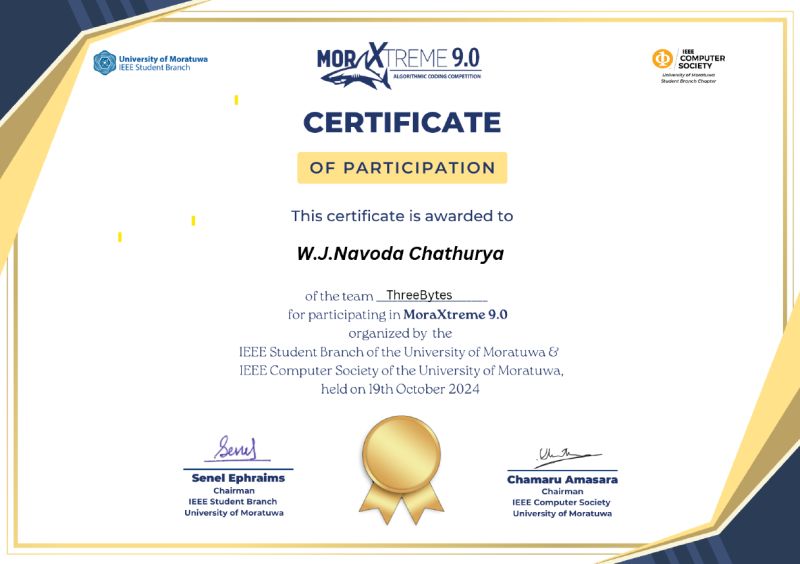 University of Moratuwa
IEEE Student Branch
MORAXTREME 9.0
ALGORITHMIC CODING COMPETITION
IEEE
COMPUTER
SOCIETY
University of Moratuwa
Student Branch Chapter
CERTIFICATE
OF PARTICIPATION
This certificate is awarded to
W.J.Navoda Chathurya
of the team ThreeBytes
for participating in MoraXtreme 9.0
organized by the
IEEE Student Branch of the University of Moratuwa &
IEEE Computer Society of the University of Moratuwa,
held on 19th October 2024
Senel
Senel Ephraims
Chairman
IEEE Student Branch
University of Moratuwa
Chamaru Amasara
Chairman
IEEE Computer Society
University of Moratuwa